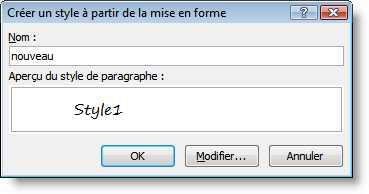 Créer un style à partir de la mise en forme
Nom :
nouveau
Aperçu du style de paragraphe :
Style1
OK Modifier... Annuler